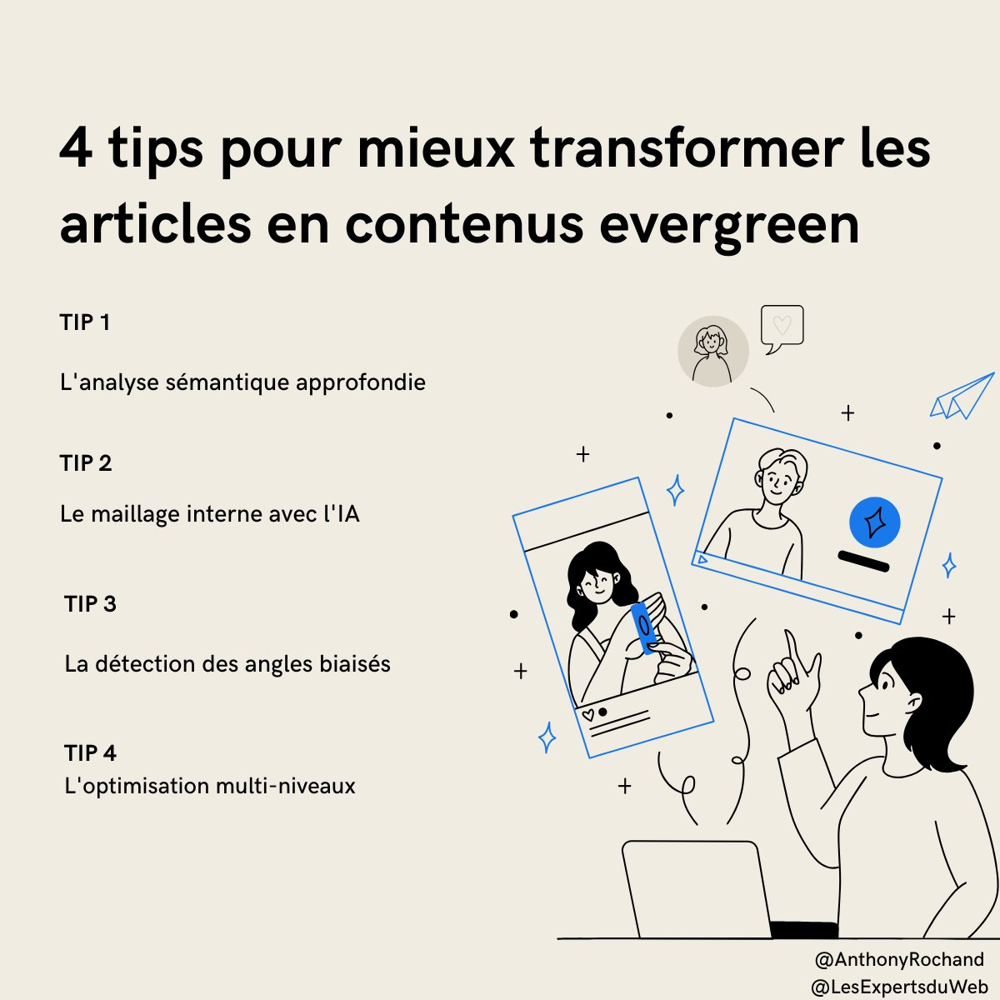 4 tips pour mieux transformer les
articles en contenus evergreen
TIP 1
L'analyse sémantique approfondie
TIP 2
Le maillage interne avec l'IA
TIP 3
La détection des angles biaisés
TIP 4
L'optimisation multi-niveaux
@AnthonyRochand
@LesExpertsduWeb